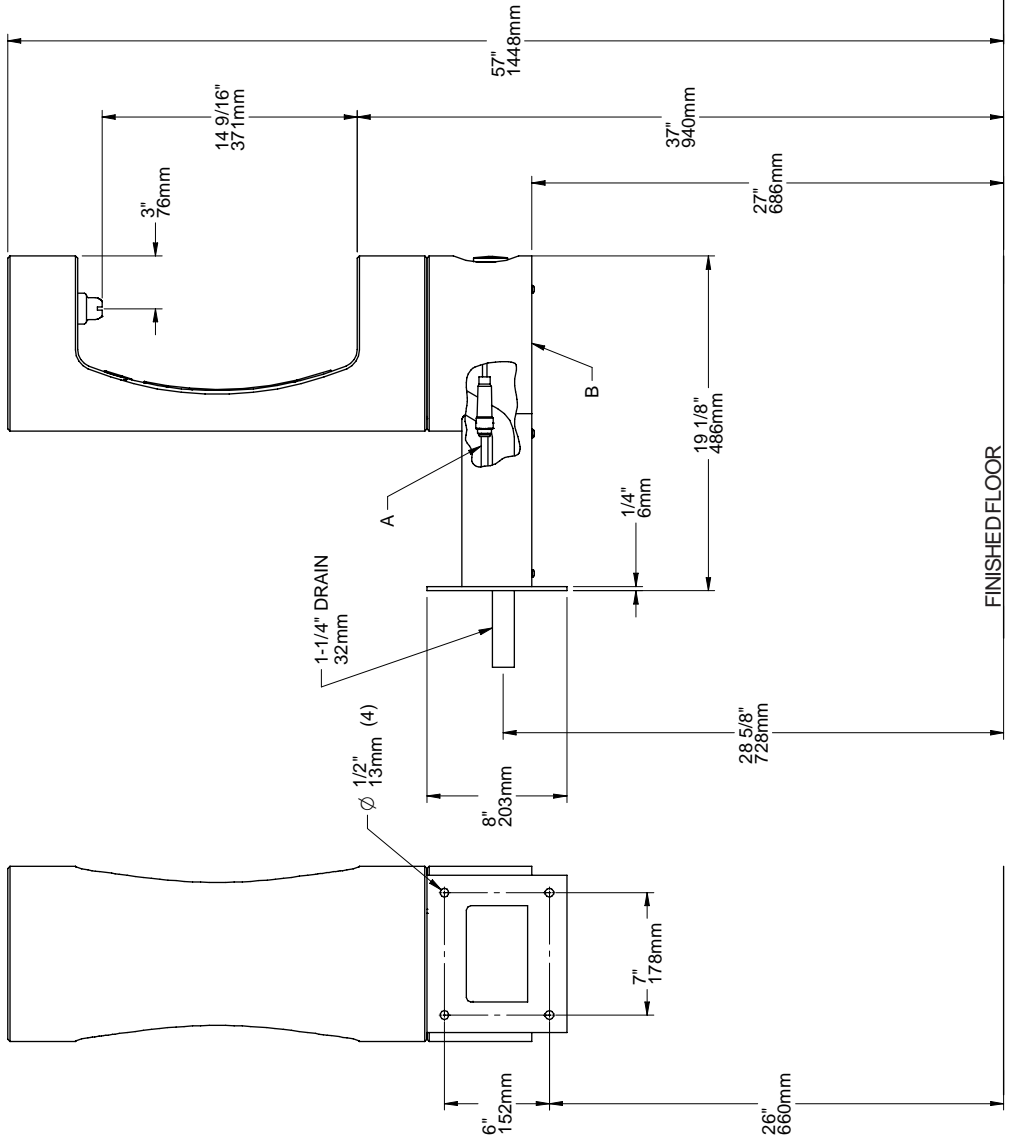 57"
1448mm
14 9/16"
371mm
37"
940mm
3"
76mm
27"
686mm
B
19 1/8"
486mm
A
1/4"
6mm
FINISHED FLOOR
1-1/4" DRAIN
32mm
28 5/8"
728mm
8"
203mm
Ø 1/2" (4)
13mm
7"
178mm
6"
152mm
26"
660mm